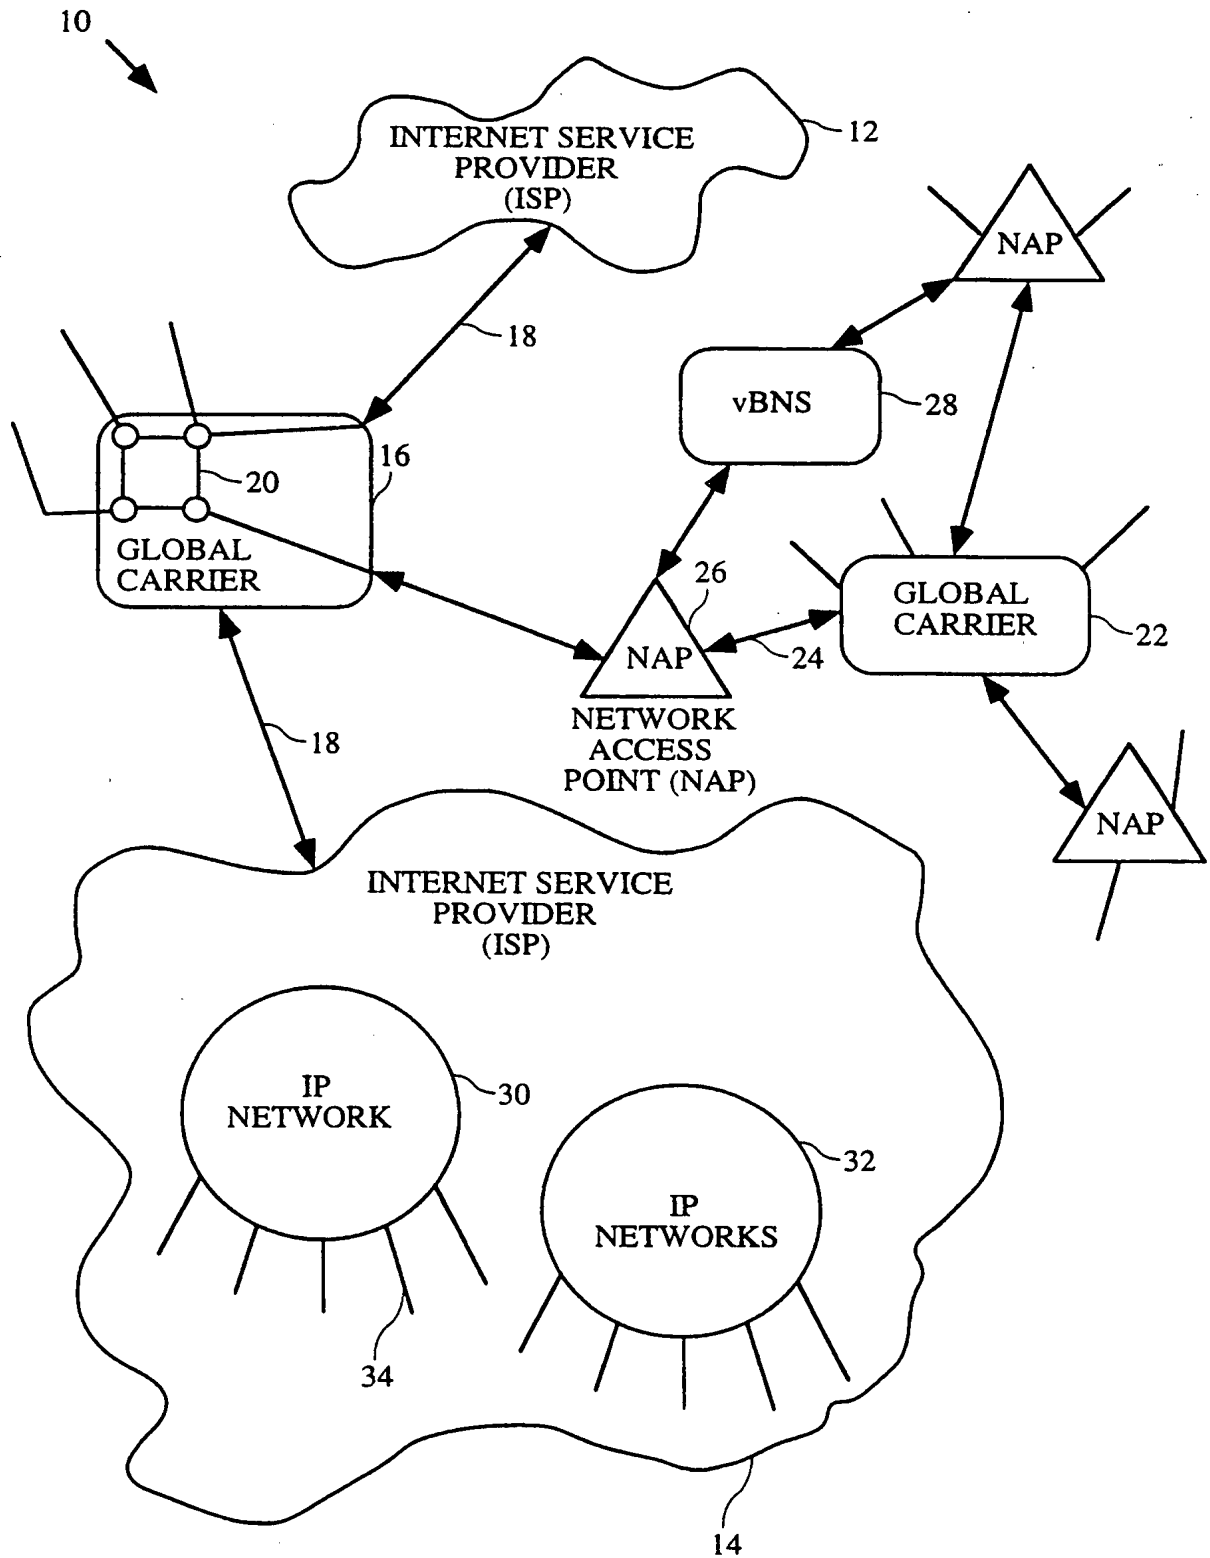 10
INTERNET SERVICE
PROVIDER
(ISP)
12
NAP
18
vBNS
28
16
20
GLOBAL
CARRIER
26
NAP
24
GLOBAL
CARRIER
22
NETWORK
ACCESS
POINT (NAP)
18
NAP
INTERNET SERVICE
PROVIDER
(ISP)
IP
NETWORK
30
32
IP
NETWORKS
34
14